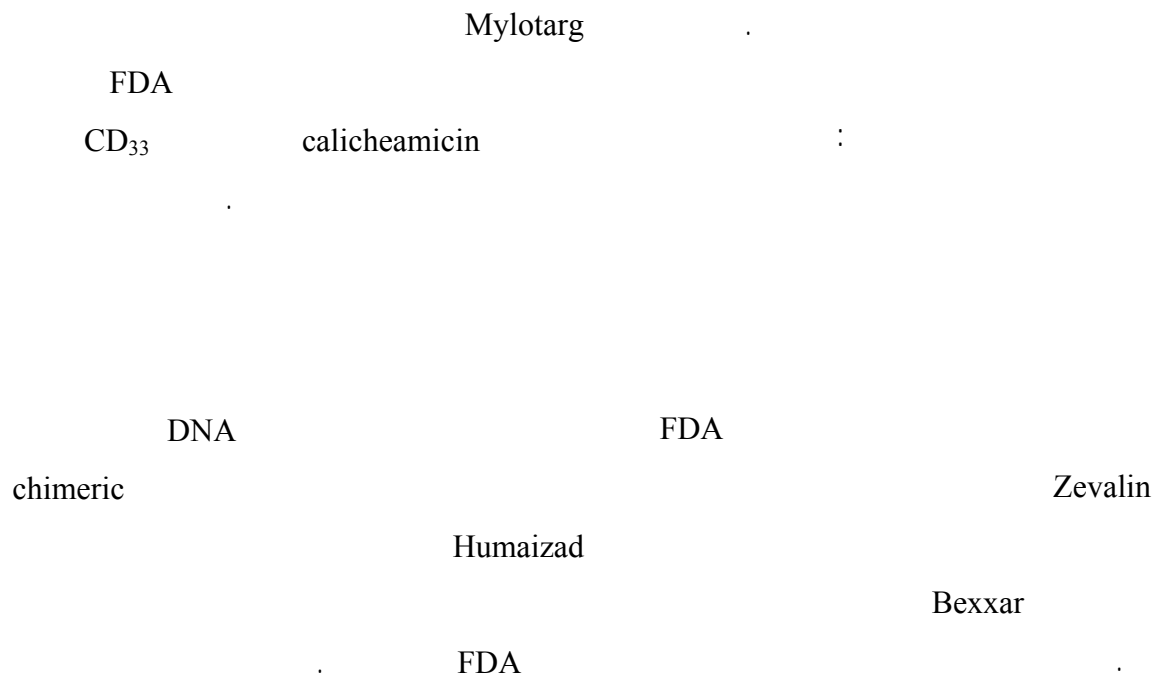 Mylotarg .
FDA
CD₃₃ calicheamicin :
.
DNA FDA
chimeric Zevalin
Humaizad
Bexxar
. FDA .